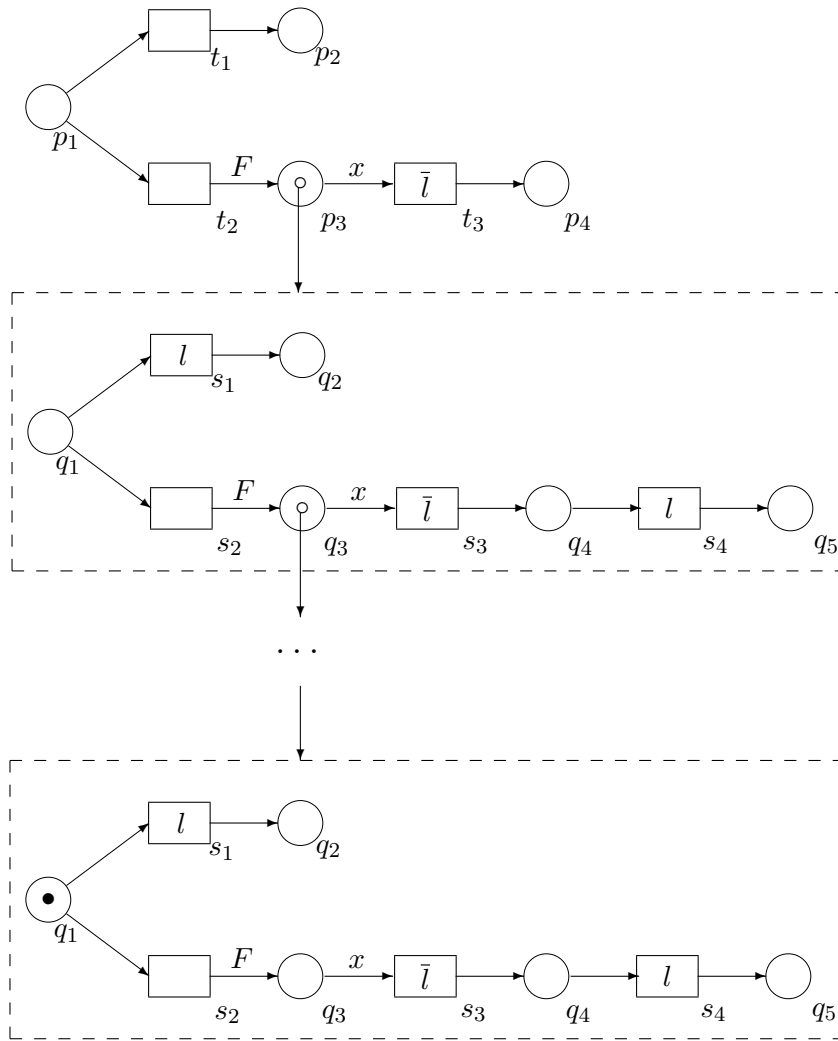 t₁ p₂
p₁
F x l̄
t₂ p₃ t₃ p₄
l
s₁ q₂
q₁
F x l̄ l
s₂ q₃ s₃ q₄ s₄ q₅
...
l
s₁ q₂
q₁
F x l̄ l
s₂ q₃ s₃ q₄ s₄ q₅